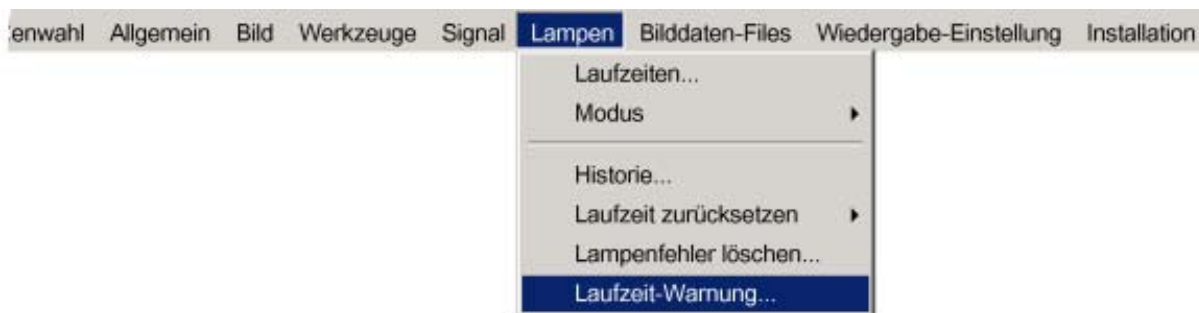 enwahl Allgemein Bild Werkzeuge Signal Lampen Bilddaten-Files Wiedergabe-Einstellung Installation
Laufzeiten...
Modus
Historie...
Laufzeit zurücksetzen
Lampenfehler löschen...
Laufzeit-Warnung...